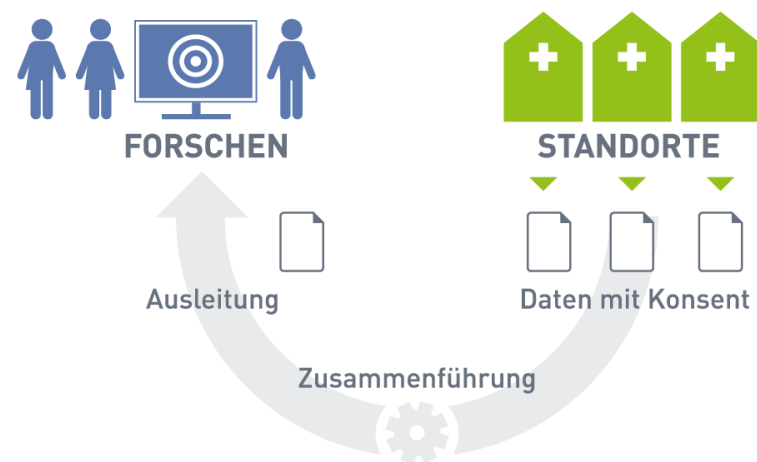 FORSCHEN
STANDORTE
Ausleitung
Daten mit Konsent
Zusammenführung